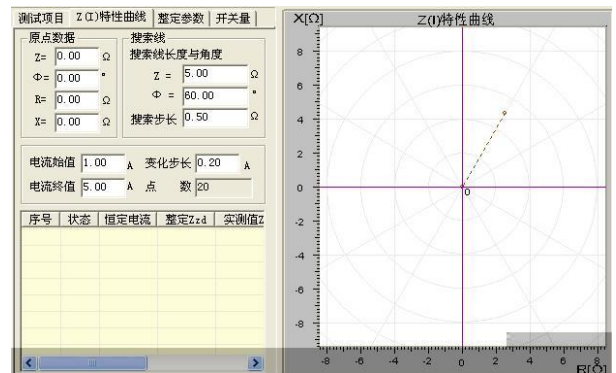 测试项目 Z(I)特性曲线 整定参数 开关量
原点数据
Z= 0.00 Ω
Φ= 0.00 °
R= 0.00 Ω
X= 0.00 Ω
搜索线
搜索线长度与角度
Z = 5.00 Ω
Φ = 60.00 °
搜索步长 0.50 Ω
电流始值 1.00 A 变化步长 0.20 A
电流终值 5.00 A 点 数 20
序号 状态 恒定电流 整定Zzd 实测值Z
X[Ω] Z(I)特性曲线
8
6
4
2
0
0
-2
-4
-6
-8
-8 -6 -4 -2 0 2 4 6 8
R[Ω]